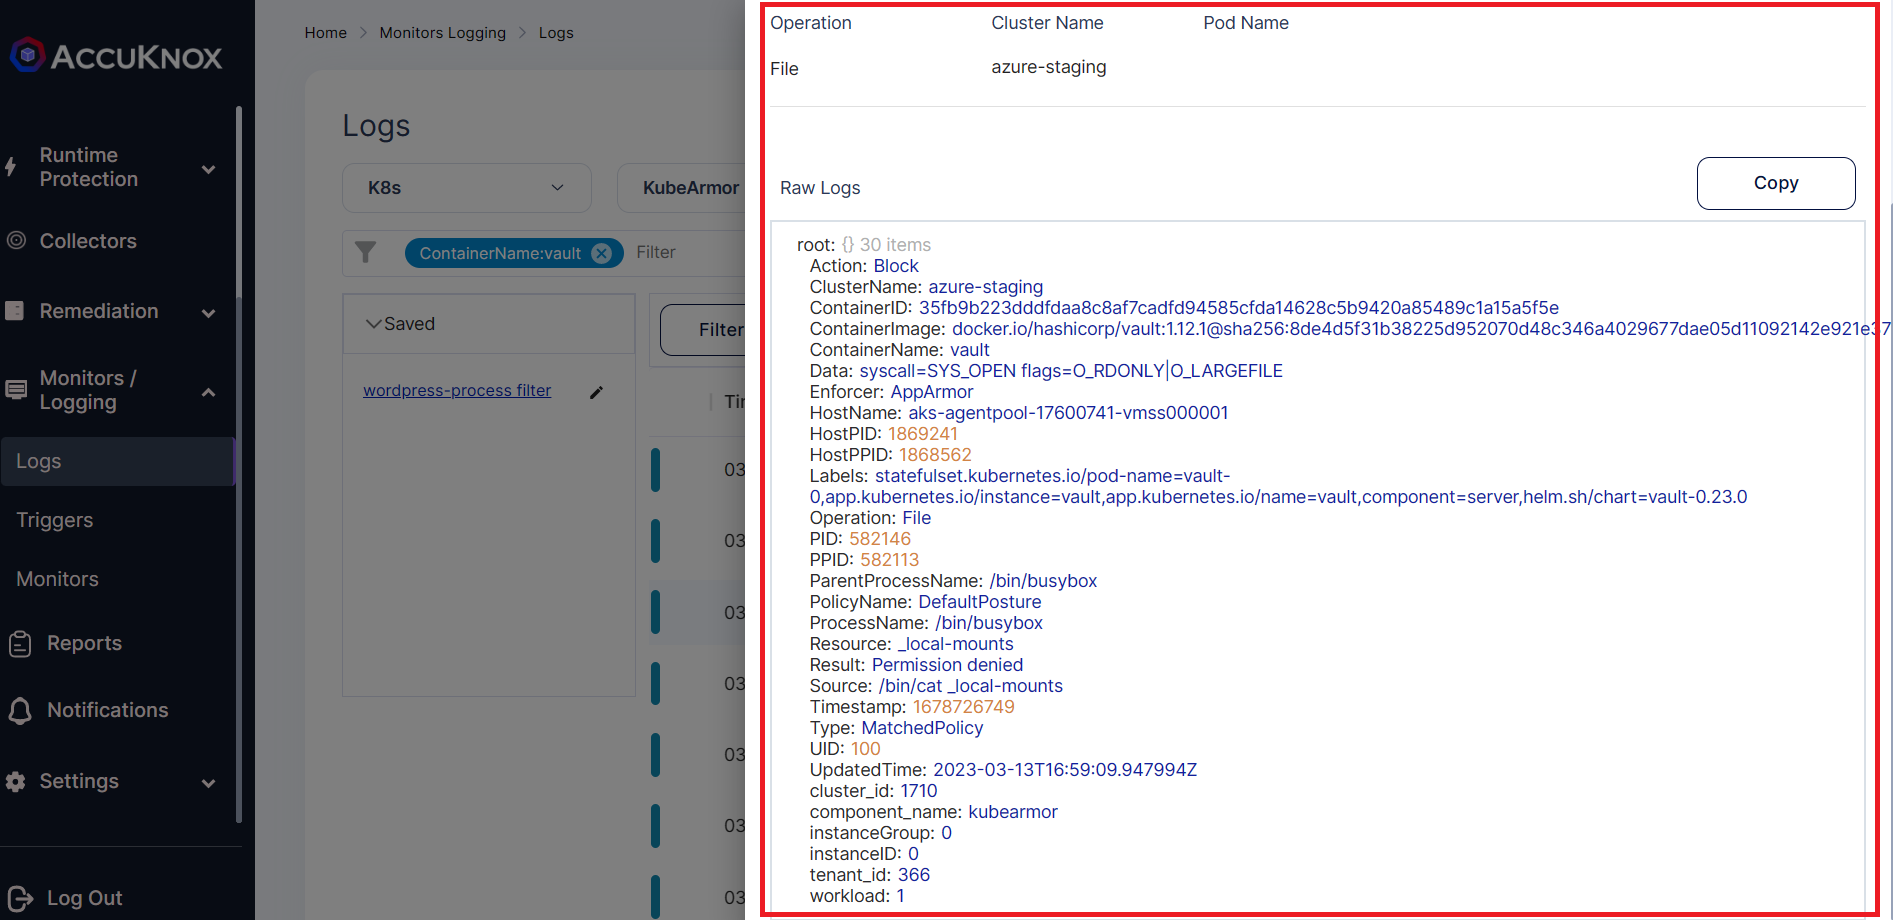 ACCUKNOX
Runtime
Protection
Collectors
Remediation
Monitors /
Logging
Logs
Triggers
Monitors
Reports
Notifications
Settings
Log Out
Home > Monitors Logging > Logs
Logs
K8s
KubeArmor
ContainerName:vault
Filter
Saved
wordpress-process filter
Filter
03
03
03
03
03
03
03
Operation Cluster Name Pod Name
File azure-staging
Raw Logs
Copy
root: {} 30 items
Action: Block
ClusterName: azure-staging
ContainerID: 35fb9b223dddfdaa8c8af7cadfd94585cfda14628c5b9420a85489c1a15a5f5e
ContainerImage: docker.io/hashicorp/vault:1.12.1@sha256:8de4d5f31b38225d952070d48c346a4029677dae05d11092142e921e37
ContainerName: vault
Data: syscall=SYS_OPEN flags=O_RDONLY|O_LARGEFILE
Enforcer: AppArmor
HostName: aks-agentpool-17600741-vmss000001
HostPID: 1869241
HostPPID: 1868562
Labels: statefulset.kubernetes.io/pod-name=vault-
0,app.kubernetes.io/instance=vault,app.kubernetes.io/name=vault,component=server,helm.sh/chart=vault-0.23.0
Operation: File
PID: 582146
PPID: 582113
ParentProcessName: /bin/busybox
PolicyName: DefaultPosture
ProcessName: /bin/busybox
Resource: _local-mounts
Result: Permission denied
Source: /bin/cat _local-mounts
Timestamp: 1678726749
Type: MatchedPolicy
UID: 100
UpdatedTime: 2023-03-13T16:59:09.947994Z
cluster_id: 1710
component_name: kubearmor
instanceGroup: 0
instanceID: 0
tenant_id: 366
workload: 1